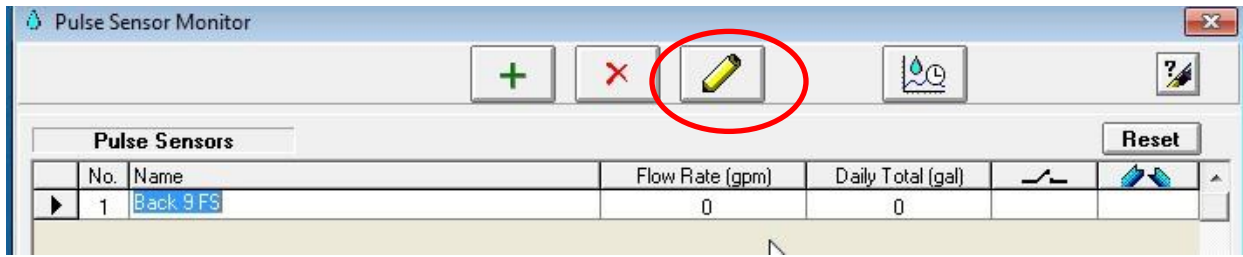 Pulse Sensor Monitor
?
Pulse Sensors
Reset
No. Name Flow Rate (gpm) Daily Total (gal)
1 Back 9 FS 0 0